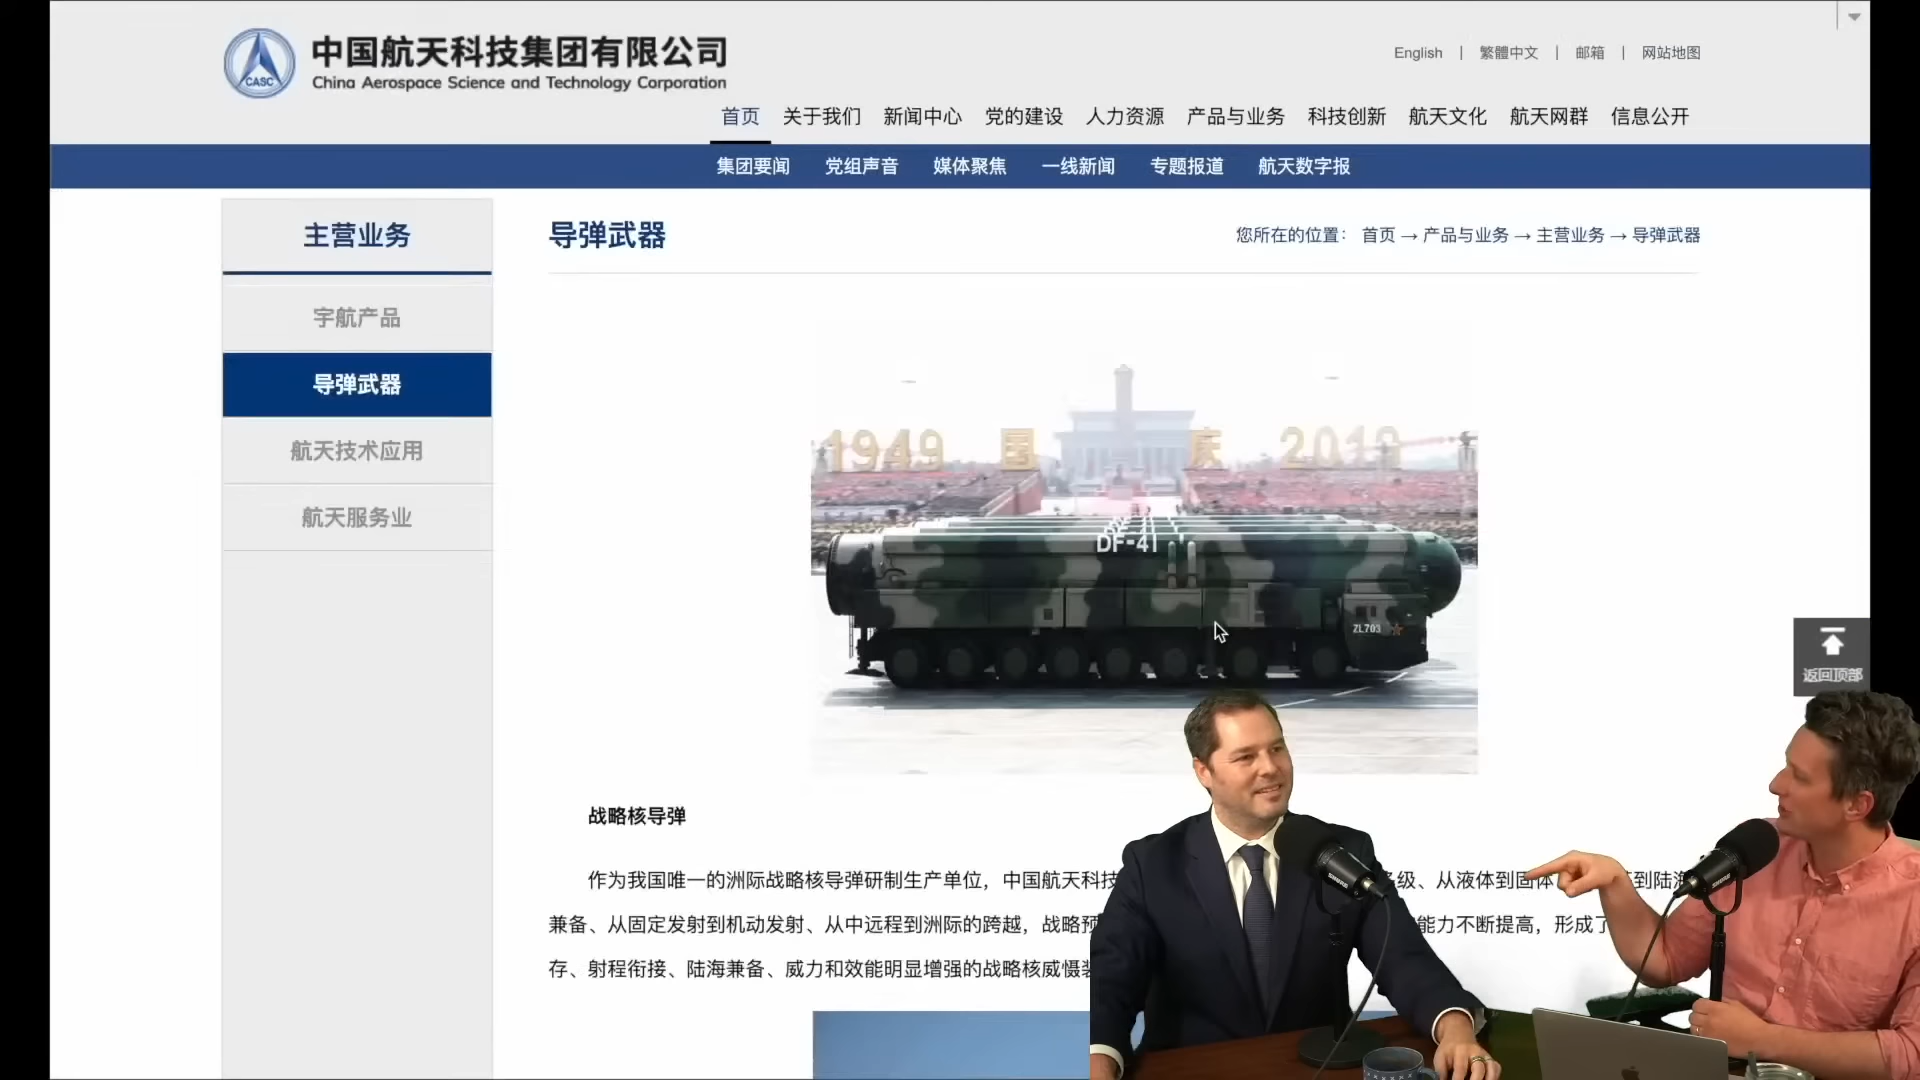 中国航天科技集团有限公司
China Aerospace Science and Technology Corporation
CASC
English | 繁體中文 | 邮箱 | 网站地图
首页 关于我们 新闻中心 党的建设 人力资源 产品与业务 科技创新 航天文化 航天网群 信息公开
集团要闻 党组声音 媒体聚焦 一线新闻 专题报道 航天数字报
主营业务
宇航产品
导弹武器
航天技术应用
航天服务业
导弹武器
您所在的位置： 首页 → 产品与业务 → 主营业务 → 导弹武器
1949 国 庆 2019
DF-41
ZL703
返回顶部
战略核导弹
作为我国唯一的洲际战略核导弹研制生产单位，中国航天科技 级、从液体到固体 到陆海
兼备、从固定发射到机动发射、从中远程到洲际的跨越，战略预 能力不断提高，形成了
存、射程衔接、陆海兼备、威力和效能明显增强的战略核威慑装
SHURE
SHURE